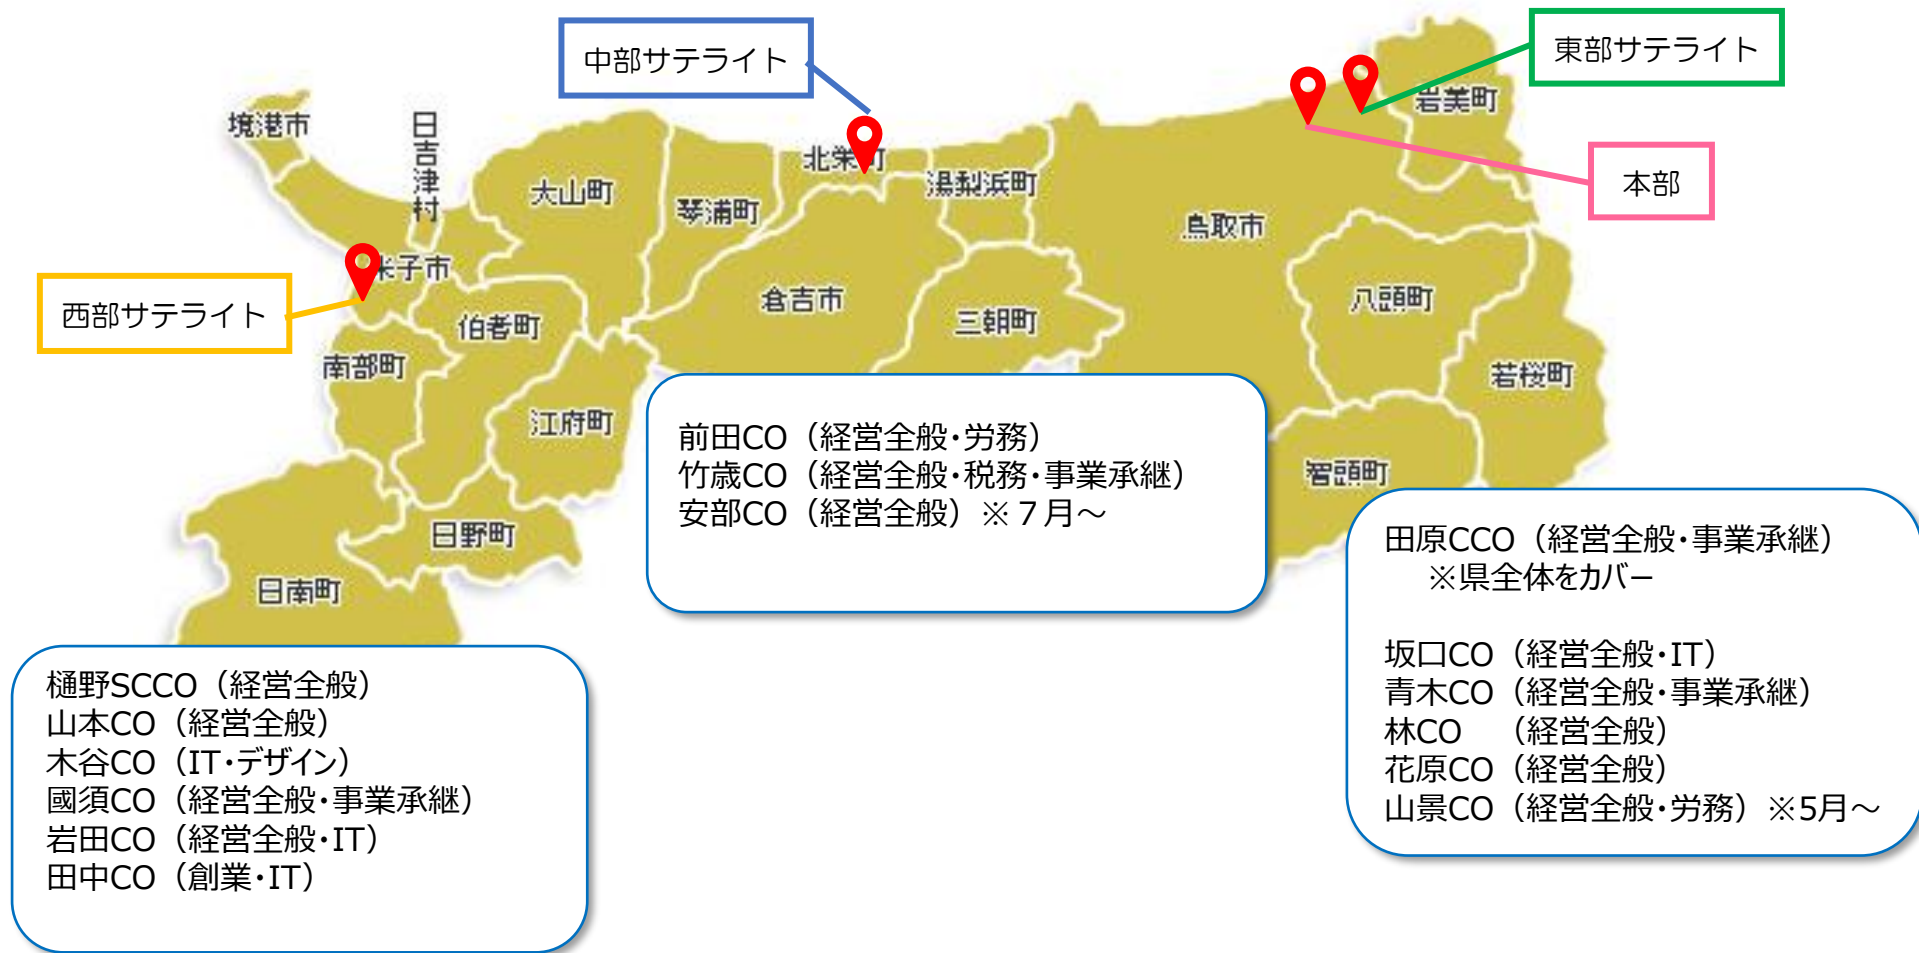 中部サテライト
東部サテライト
本部
西部サテライト
境港市
日吉津村
大山町
琴浦町
北栄町
湯梨浜町
鳥取市
岩美町
米子市
伯耆町
南部町
江府町
倉吉市
三朝町
八頭町
若桜町
智頭町
日野町
日南町
前田CO（経営全般・労務）
竹歳CO（経営全般・税務・事業承継）
安部CO（経営全般）※７月～
田原CCO（経営全般・事業承継）
※県全体をカバー
坂口CO（経営全般・IT）
青木CO（経営全般・事業承継）
林CO　（経営全般）
花原CO（経営全般）
山景CO（経営全般・労務）※5月～
樋野SCCO（経営全般）
山本CO（経営全般）
木谷CO（IT・デザイン）
國須CO（経営全般・事業承継）
岩田CO（経営全般・IT）
田中CO（創業・IT）